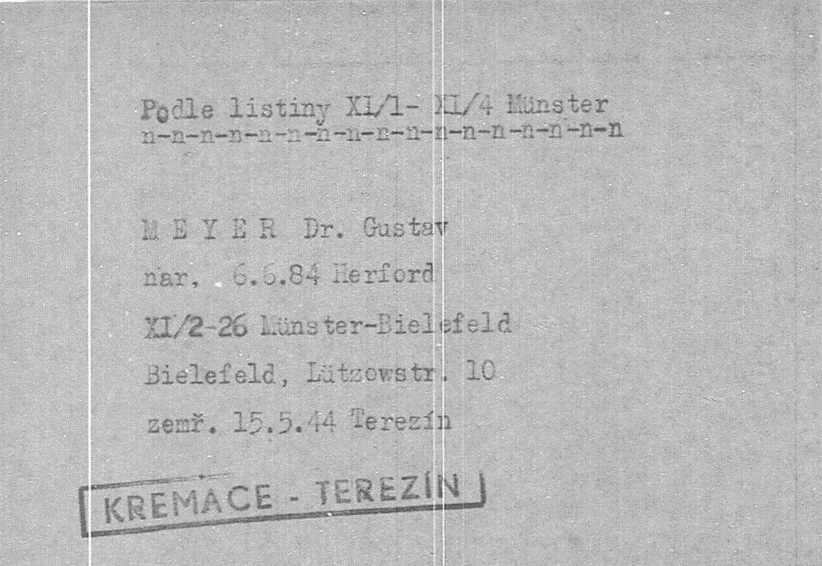 Podle listiny XI/1- XI/4 Münster
n-n-n-n-n-n-n-n-n-n-n-n-n-n-n-n-n
M E Y E R Dr. Gustav
nar. 6.6.84 Herford
XI/2-26 Münster-Bielefeld
Bielefeld, Lützowstr. 10
zemř. 15.5.44 Terezín
KREMACE - TEREZÍN